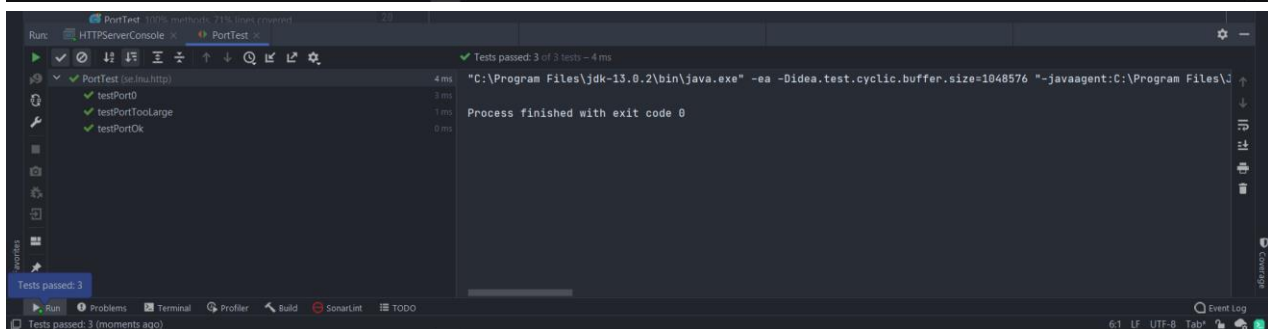 PortTest 100% methods, 71% lines covered
20
Run: HTTPServerConsole × PortTest ×
Tests passed: 3 of 3 tests – 4 ms
PortTest (se.lnu.http) 4 ms
testPort0 3 ms
testPortTooLarge 1 ms
testPortOk 0 ms
"C:\Program Files\jdk-13.0.2\bin\java.exe" -ea -Didea.test.cyclic.buffer.size=1048576 "-javaagent:C:\Program Files\J
Process finished with exit code 0
Favorites
Coverage
Tests passed: 3
Run Problems Terminal Profiler Build SonarLint TODO Event Log
Tests passed: 3 (moments ago) 6:1 LF UTF-8 Tab*